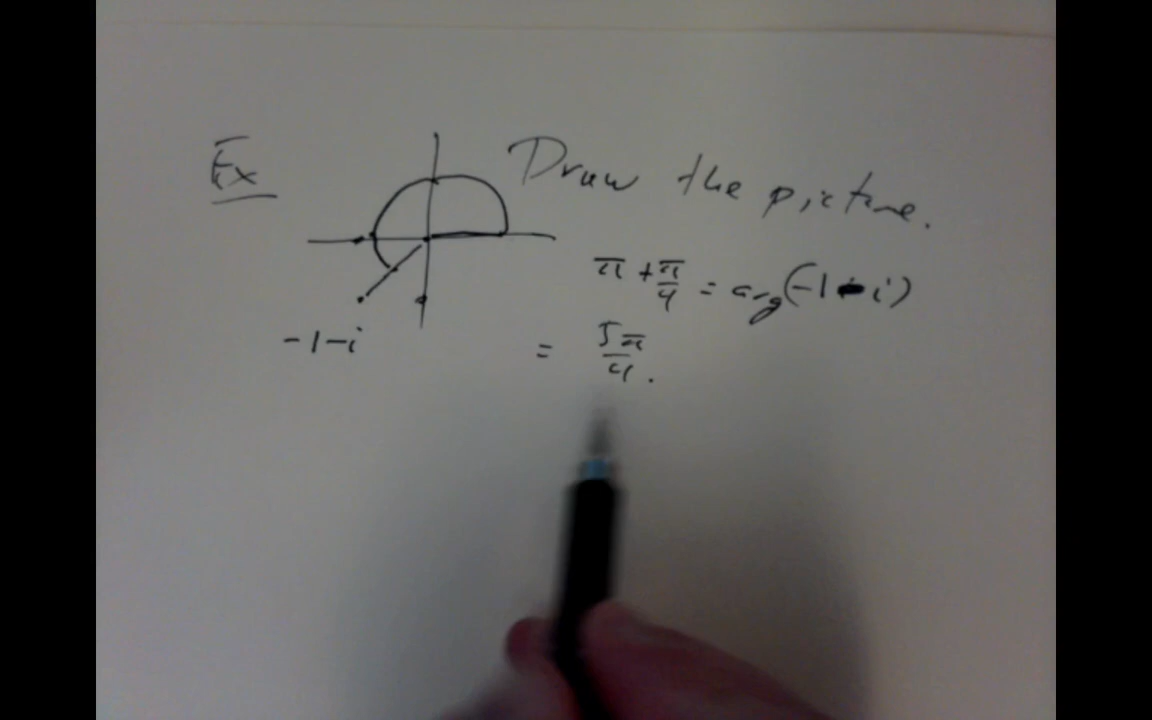 Ex Draw the picture.
π + π/4 = arg(-1-i)
-1-i
= 5π/4.